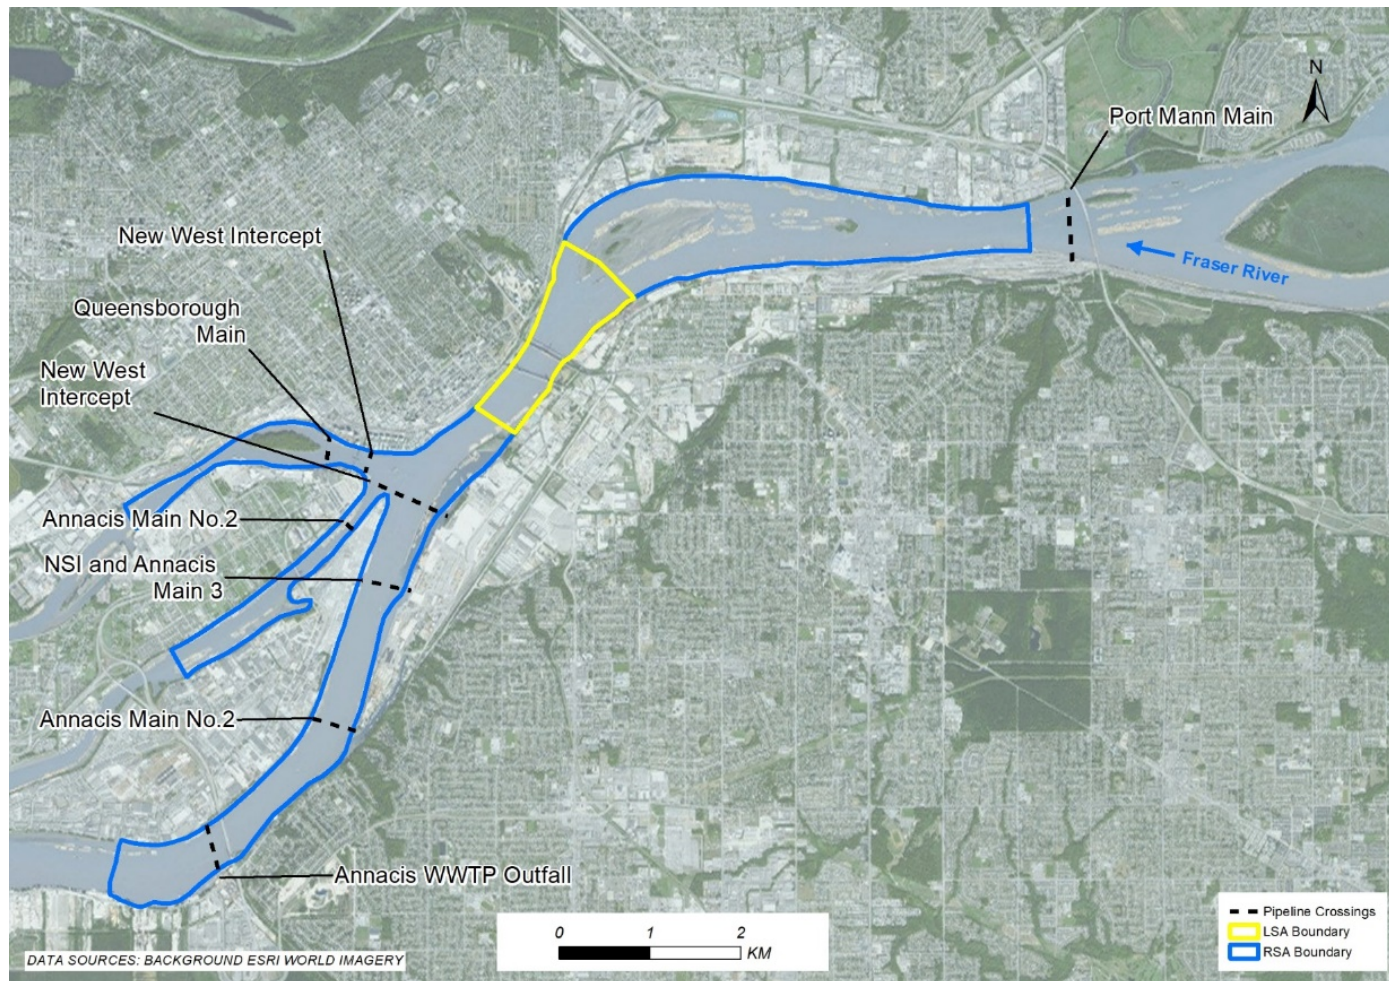 N
Port Mann Main
New West Intercept
Fraser River
Queensborough
Main
New West
Intercept
Annacis Main No.2
NSI and Annacis
Main 3
Annacis Main No.2
Annacis WWTP Outfall
0 1 2
KM
Pipeline Crossings
LSA Boundary
RSA Boundary
DATA SOURCES: BACKGROUND ESRI WORLD IMAGERY